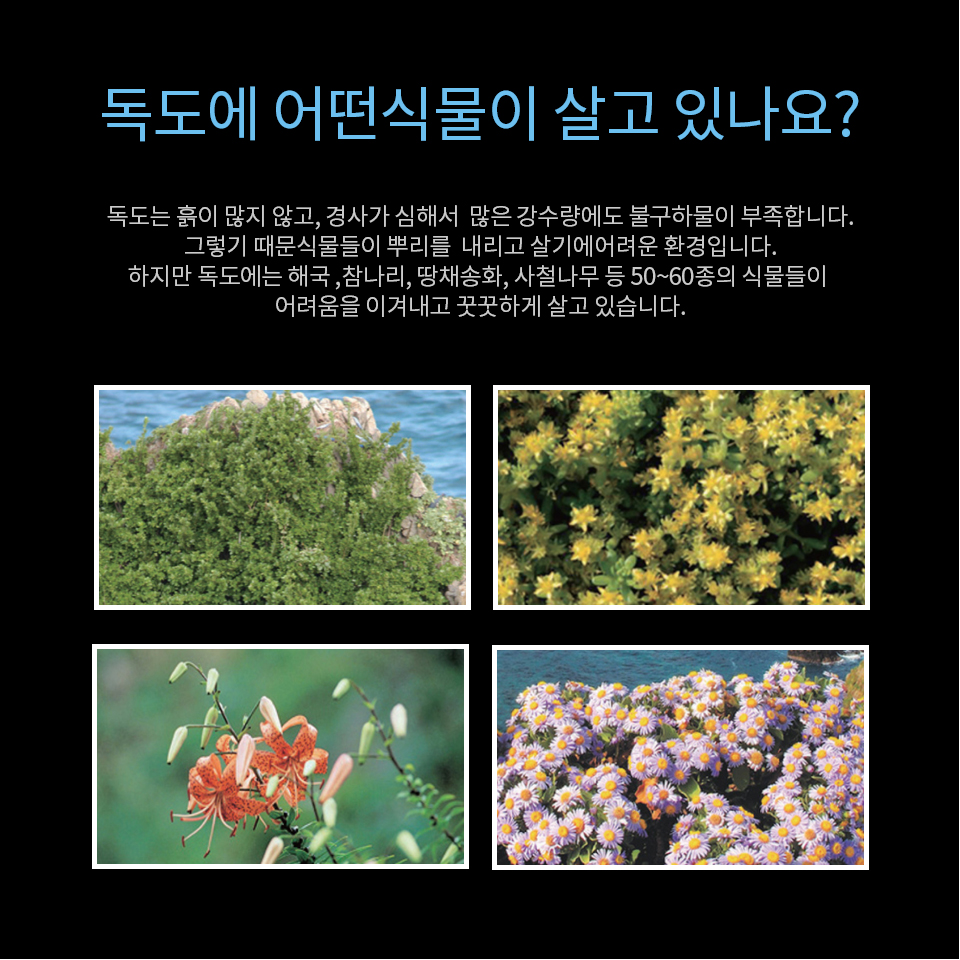 독도에 어떤식물이 살고 있나요?
독도는 흙이 많지 않고, 경사가 심해서 많은 강수량에도 불구하물이 부족합니다.
그렇기 때문식물들이 뿌리를 내리고 살기에어려운 환경입니다.
하지만 독도에는 해국 ,참나리, 땅채송화, 사철나무 등 50~60종의 식물들이
어려움을 이겨내고 꿋꿋하게 살고 있습니다.